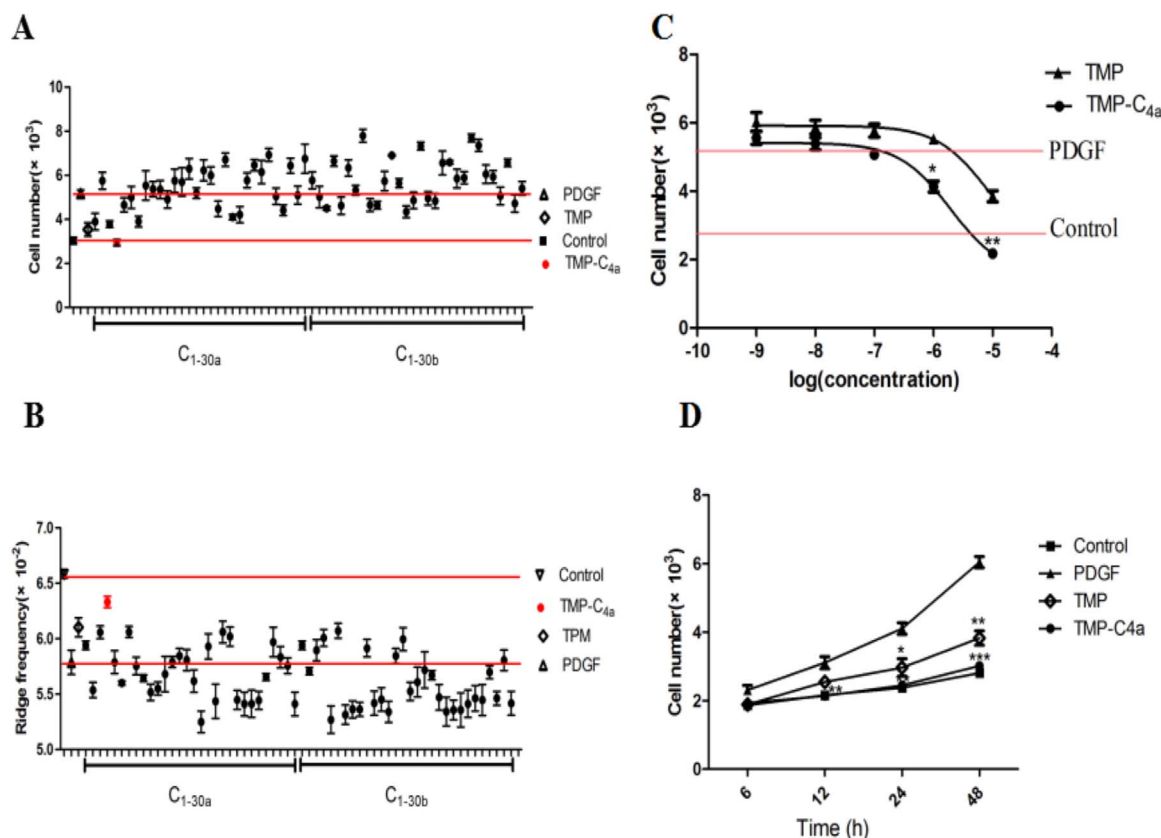 A
Cell number(× 10³)
10
8
6
4
2
0
C1-30a
C1-30b
PDGF
TMP
Control
TMP-C4a
B
Ridge frequency(× 10⁻²)
7.0
6.5
6.0
5.5
5.0
C1-30a
C1-30b
Control
TMP-C4a
TPM
PDGF
C
Cell number(× 10³)
8
6
4
2
0
-10 -9 -8 -7 -6 -5 -4
log(concentration)
*
**
TMP
TMP-C4a
PDGF
Control
D
Cell number(× 10³)
8
6
4
2
0
6 12 24 48
Time (h)
**
*
**
**
***
Control
PDGF
TMP
TMP-C4a